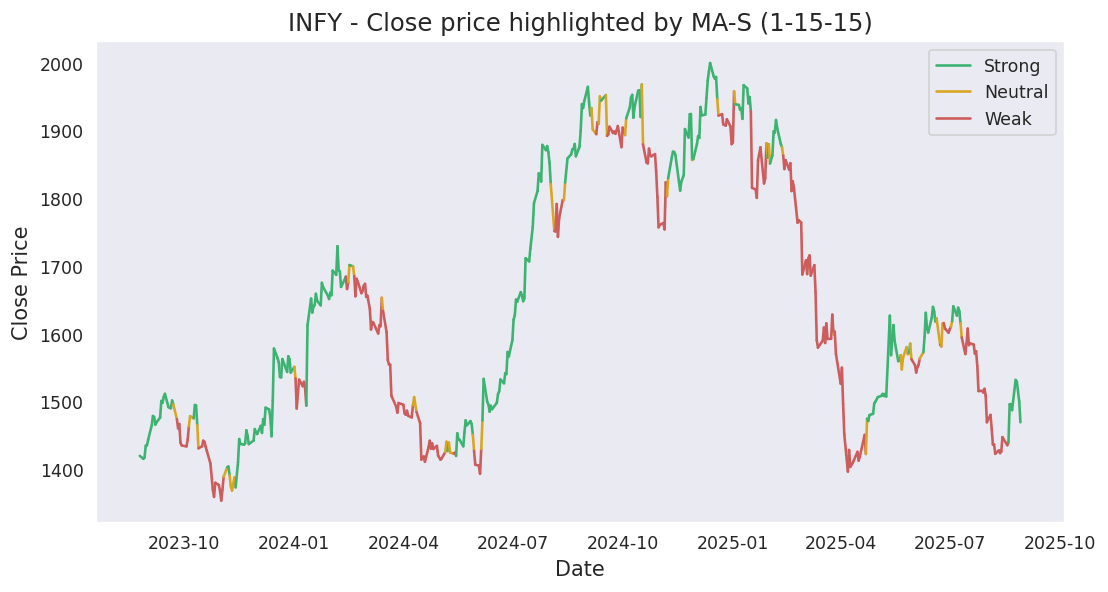 INFY - Close price highlighted by MA-S (1-15-15)
Strong
Neutral
Weak
Close Price
2000
1900
1800
1700
1600
1500
1400
2023-10
2024-01
2024-04
2024-07
2024-10
2025-01
2025-04
2025-07
2025-10
Date